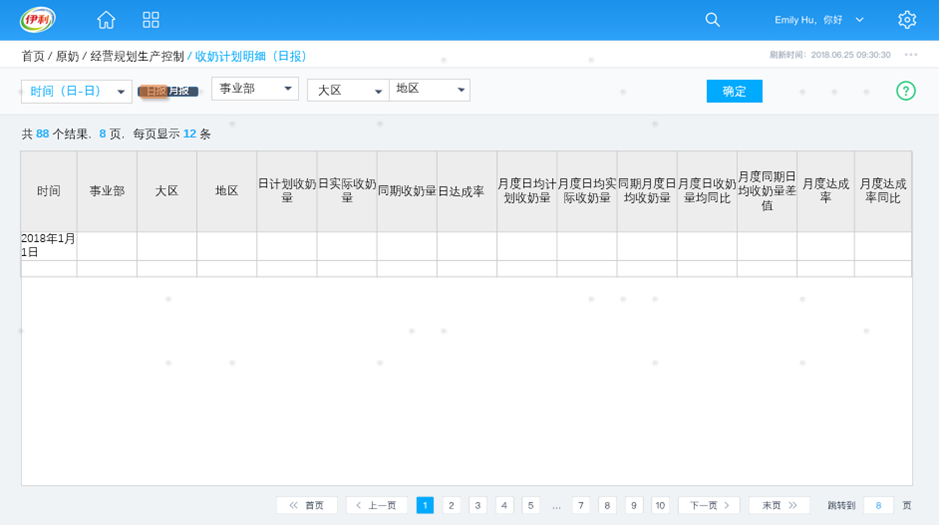 伊利
Emily Hu，你好
首页 / 原奶 / 经营规划生产控制 / 收奶计划明细（日报）
刷新时间：2018.06.25 09:30:30
时间（日-日）
日报 月报
事业部
大区
地区
确定
?
共 88 个结果，8 页，每页显示 12 条
时间
事业部
大区
地区
日计划收奶
量
日实际收奶
量
同期收奶量
日达成率
月度日均计
划收奶量
月度日均实
际收奶量
同期月度日
均收奶量
月度日收奶
量均同比
月度同期日
均收奶量差
值
月度达成
率
月度达成
率同比
2018年1月
1日
首页 上一页 1 2 3 4 5 ... 7 8 9 10 下一页 末页 跳转到 8 页